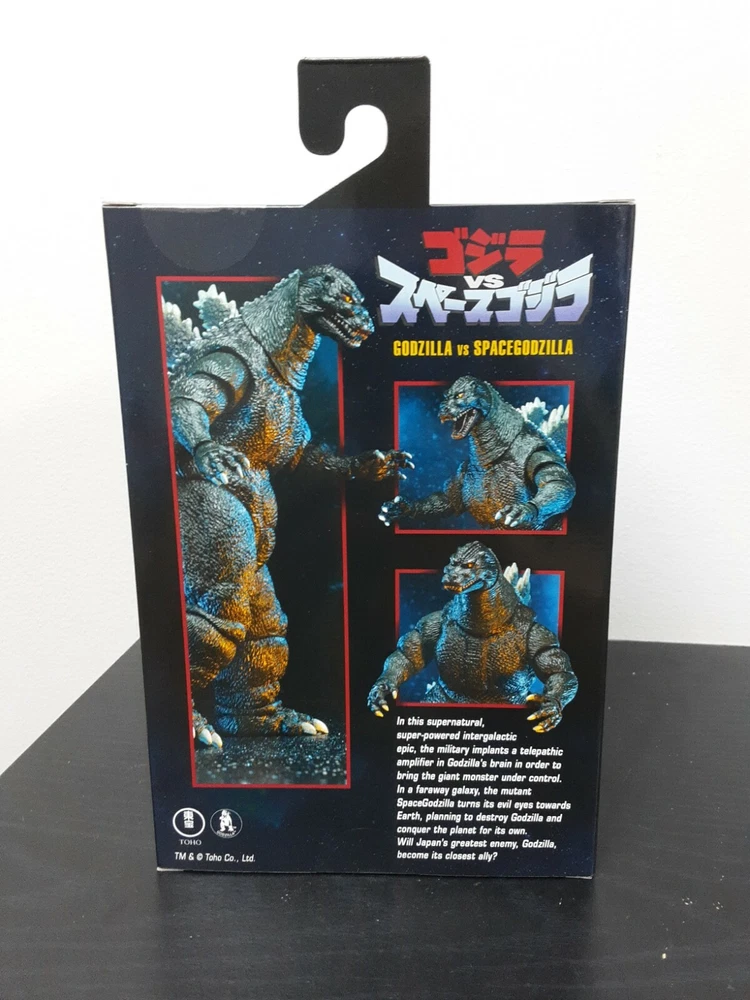 ゴジラ
VS
スペースゴジラ
GODZILLA VS SPACEGODZILLA
In this supernatural,
super-powered intergalactic
epic, the military implants a telepathic
amplifier in Godzilla's brain in order to
bring the giant monster under control.
In a faraway galaxy, the mutant
SpaceGodzilla turns its evil eyes towards
Earth, planning to destroy Godzilla and
conquer the planet for its own.
Will Japan's greatest enemy, Godzilla,
become its closest ally?
東宝
TOHO
TM & © Toho Co., Ltd.